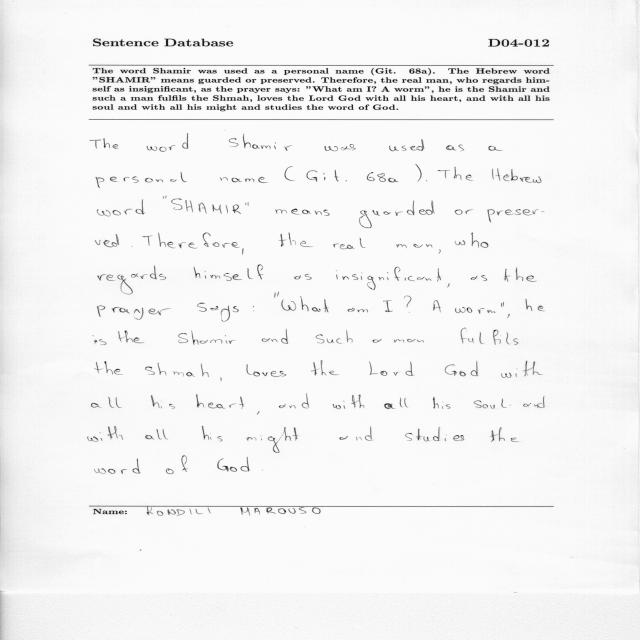 Sentence Database D04-012
The word Shamir was used as a personal name (Git. 68a). The Hebrew word
"SHAMIR" means guarded or preserved. Therefore, the real man, who regards him-
self as insignificant, as the prayer says: "What am I? A worm", he is the Shamir and
such a man fulfils the Shmah, loves the Lord God with all his heart, and with all his
soul and with all his might and studies the word of God.
The word Shamir was used as a
personal name (Git. 68a). The Hebrew
word "SHAMIR" means guarded or preser-
ved. Therefore, the real man, who
regards himself as insignificant, as the
prayer says: "What am I? A worm", he
is the Shamir and such a man fulfils
the Shmah, loves the Lord God with
all his heart, and with all his soul and
with all his might and studies the
word of God.
Name: KONDILI MAROUSO